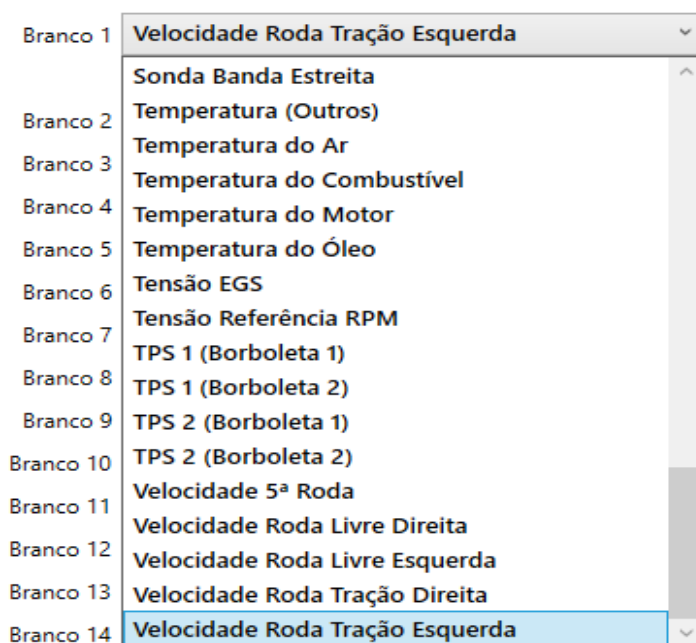 Branco 1 Velocidade Roda Tração Esquerda
Sonda Banda Estreita
Branco 2 Temperatura (Outros)
Temperatura do Ar
Branco 3 Temperatura do Combustível
Branco 4 Temperatura do Motor
Branco 5 Temperatura do Óleo
Branco 6 Tensão EGS
Tensão Referência RPM
Branco 7 TPS 1 (Borboleta 1)
Branco 8 TPS 1 (Borboleta 2)
Branco 9 TPS 2 (Borboleta 1)
Branco 10 TPS 2 (Borboleta 2)
Velocidade 5ª Roda
Branco 11 Velocidade Roda Livre Direita
Branco 12 Velocidade Roda Livre Esquerda
Branco 13 Velocidade Roda Tração Direita
Branco 14 Velocidade Roda Tração Esquerda